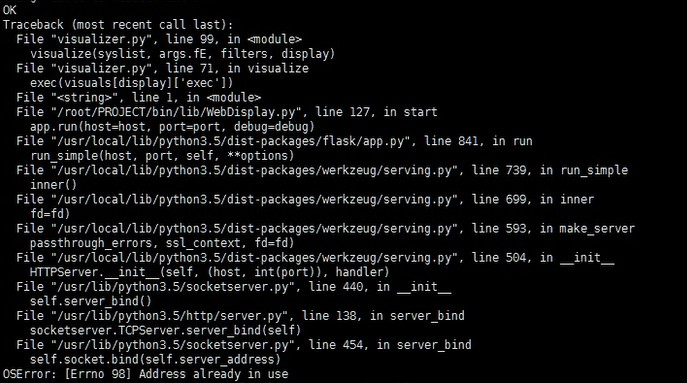 OK
Traceback (most recent call last):
  File "visualizer.py", line 99, in <module>
    visualize(syslist, args.fE, filters, display)
  File "visualizer.py", line 71, in visualize
    exec(visuals[display]['exec'])
  File "<string>", line 1, in <module>
  File "/root/PROJECT/bin/lib/WebDisplay.py", line 127, in start
    app.run(host=host, port=port, debug=debug)
  File "/usr/local/lib/python3.5/dist-packages/flask/app.py", line 841, in run
    run_simple(host, port, self, **options)
  File "/usr/local/lib/python3.5/dist-packages/werkzeug/serving.py", line 739, in run_simple
    inner()
  File "/usr/local/lib/python3.5/dist-packages/werkzeug/serving.py", line 699, in inner
    fd=fd)
  File "/usr/local/lib/python3.5/dist-packages/werkzeug/serving.py", line 593, in make_server
    passthrough_errors, ssl_context, fd=fd)
  File "/usr/local/lib/python3.5/dist-packages/werkzeug/serving.py", line 504, in __init__
    HTTPServer.__init__(self, (host, int(port)), handler)
  File "/usr/lib/python3.5/socketserver.py", line 440, in __init__
    self.server_bind()
  File "/usr/lib/python3.5/http/server.py", line 138, in server_bind
    socketserver.TCPServer.server_bind(self)
  File "/usr/lib/python3.5/socketserver.py", line 454, in server_bind
    self.socket.bind(self.server_address)
OSError: [Errno 98] Address already in use